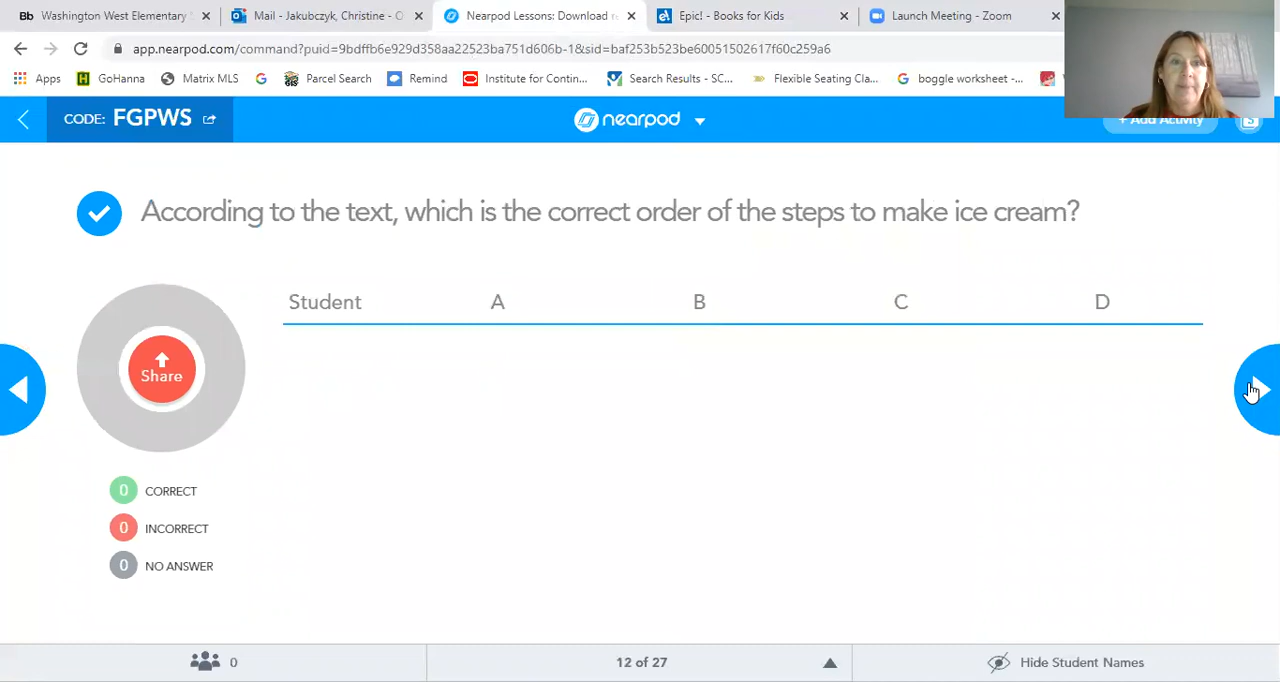 Bb Washington West Elementary
Mail - Jakubczyk, Christine - O
Nearpod Lessons: Download r
Epic! - Books for Kids
Launch Meeting - Zoom
app.nearpod.com/command?puid=9bdffb6e929d358aa22523ba751d606b-1&sid=baf253b523be60051502617f60c259a6
Apps
GoHanna
Matrix MLS
Parcel Search
Remind
Institute for Contin...
Search Results - SC...
Flexible Seating Cla...
boggle worksheet -...
CODE: FGPWS
nearpod
+ Add Activity
According to the text, which is the correct order of the steps to make ice cream?
Student A B C D
Share
0 CORRECT
0 INCORRECT
0 NO ANSWER
0
12 of 27
Hide Student Names